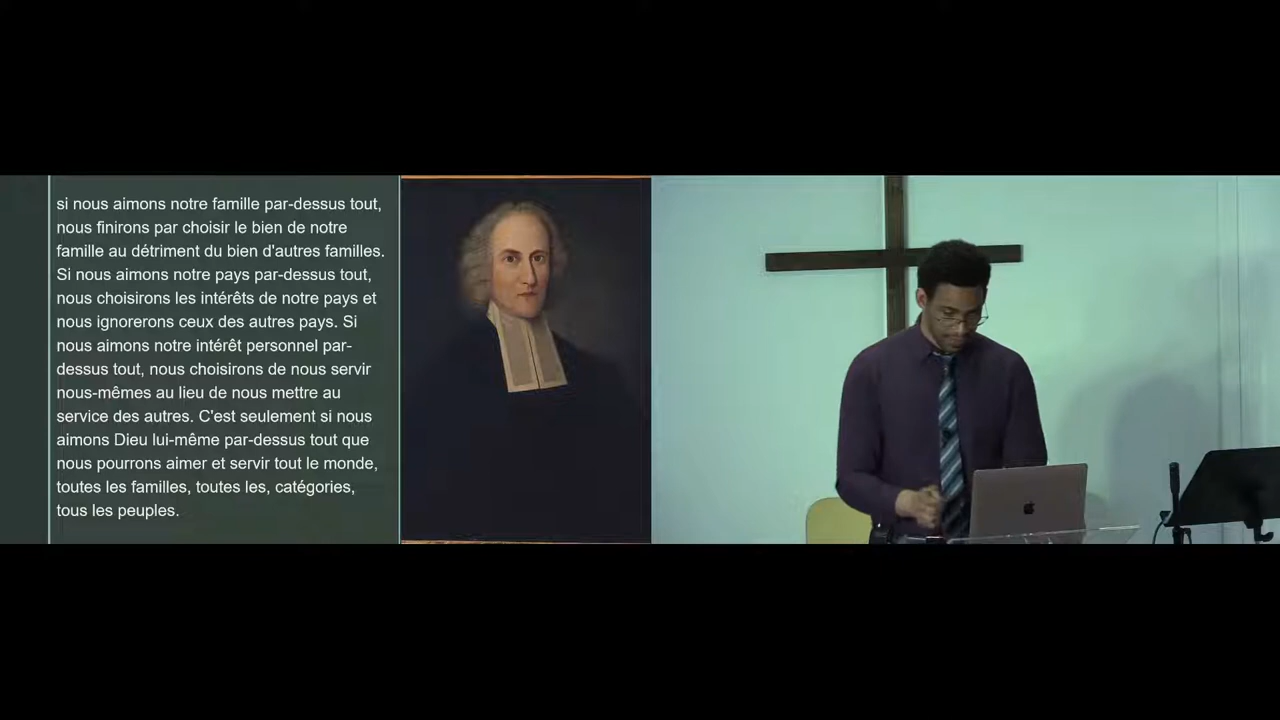 si nous aimons notre famille par-dessus tout,
nous finirons par choisir le bien de notre
famille au détriment du bien d'autres familles.
Si nous aimons notre pays par-dessus tout,
nous choisirons les intérêts de notre pays et
nous ignorerons ceux des autres pays. Si
nous aimons notre intérêt personnel par-
dessus tout, nous choisirons de nous servir
nous-mêmes au lieu de nous mettre au
service des autres. C'est seulement si nous
aimons Dieu lui-même par-dessus tout que
nous pourrons aimer et servir tout le monde,
toutes les familles, toutes les, catégories,
tous les peuples.